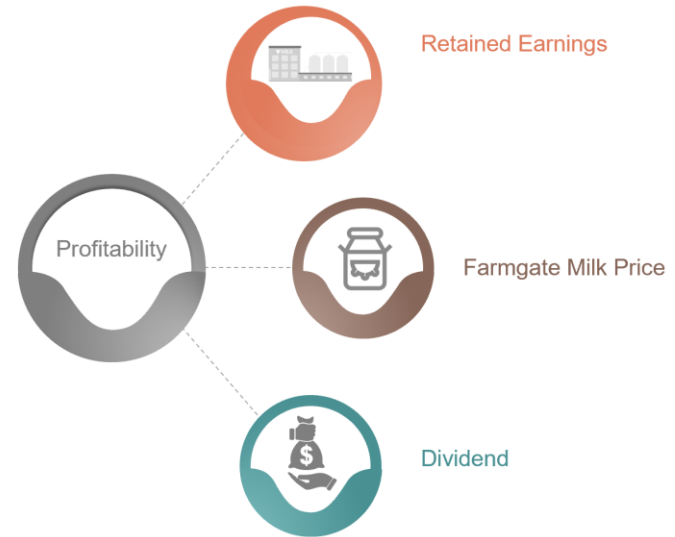 Retained Earnings
Profitability
Farmgate Milk Price
$
Dividend